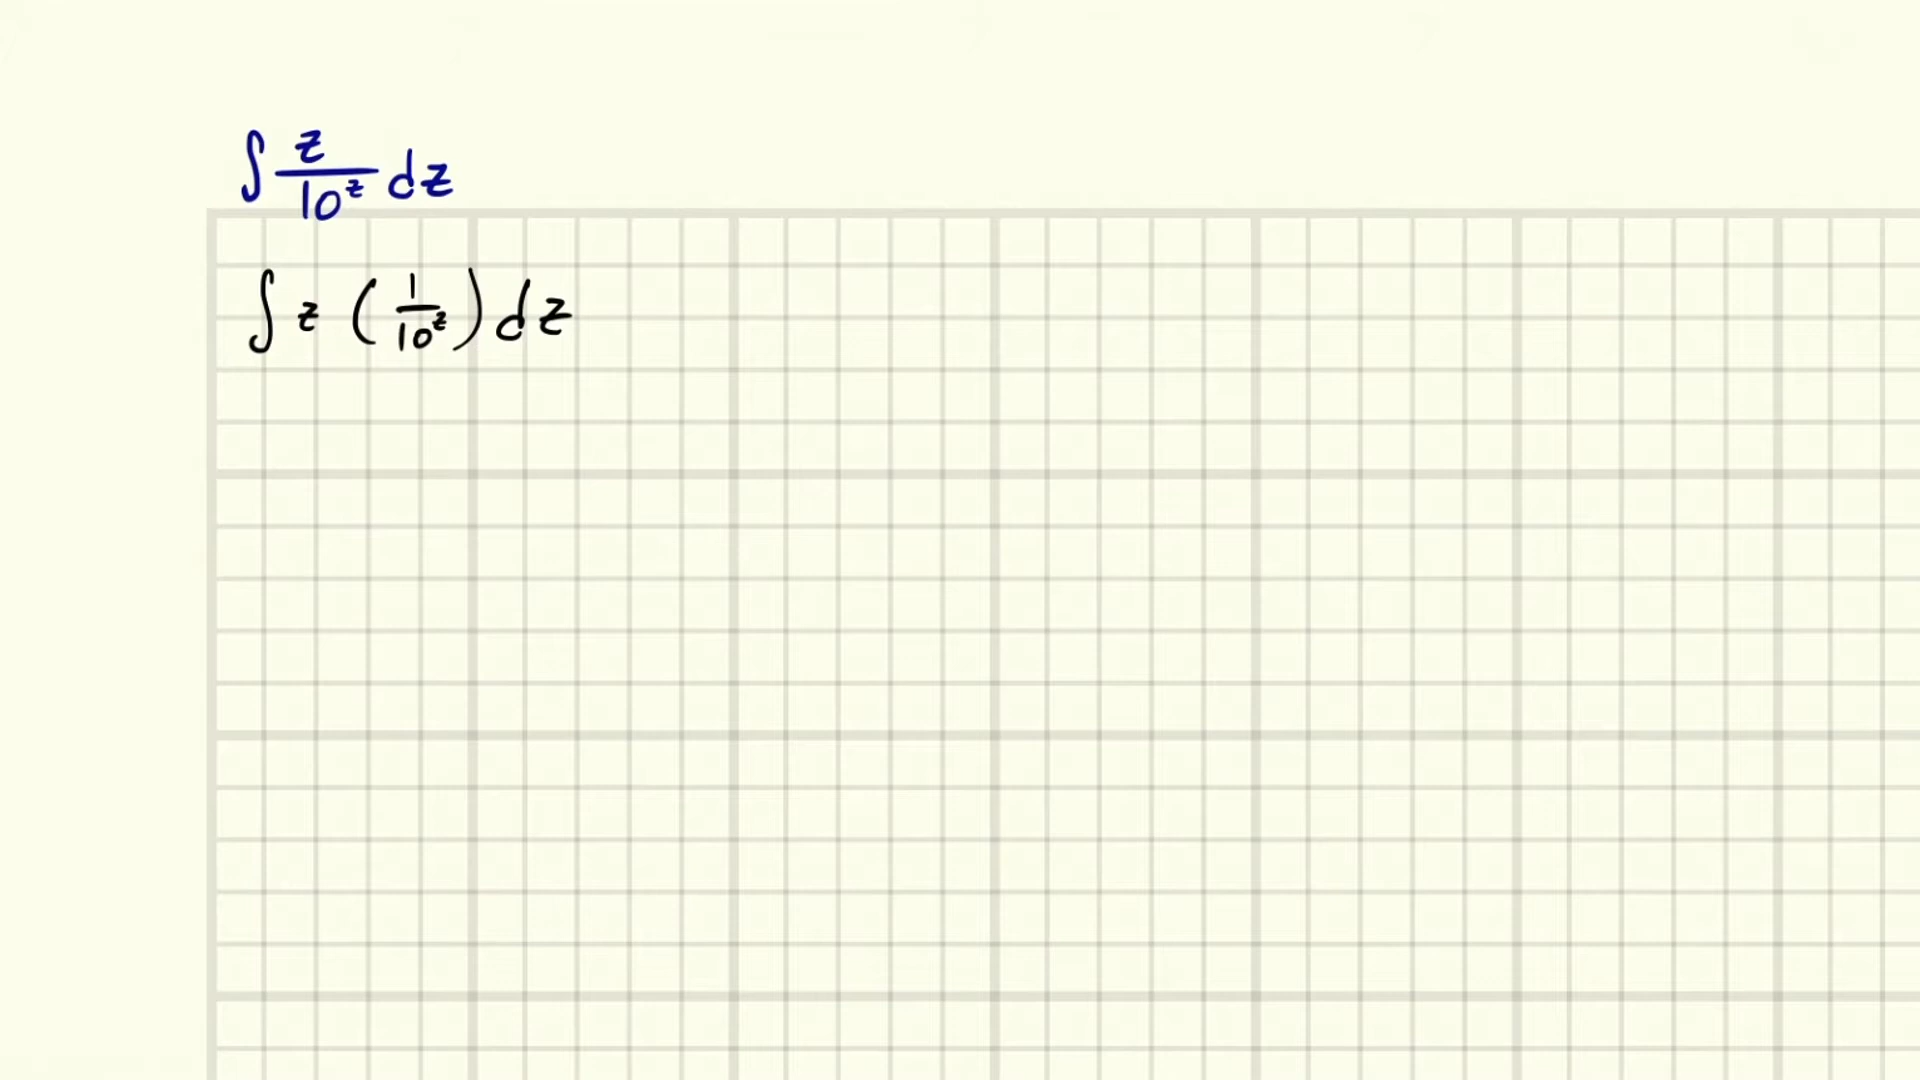 ∫ z/10^z dz
∫ z (1/10^z) dz